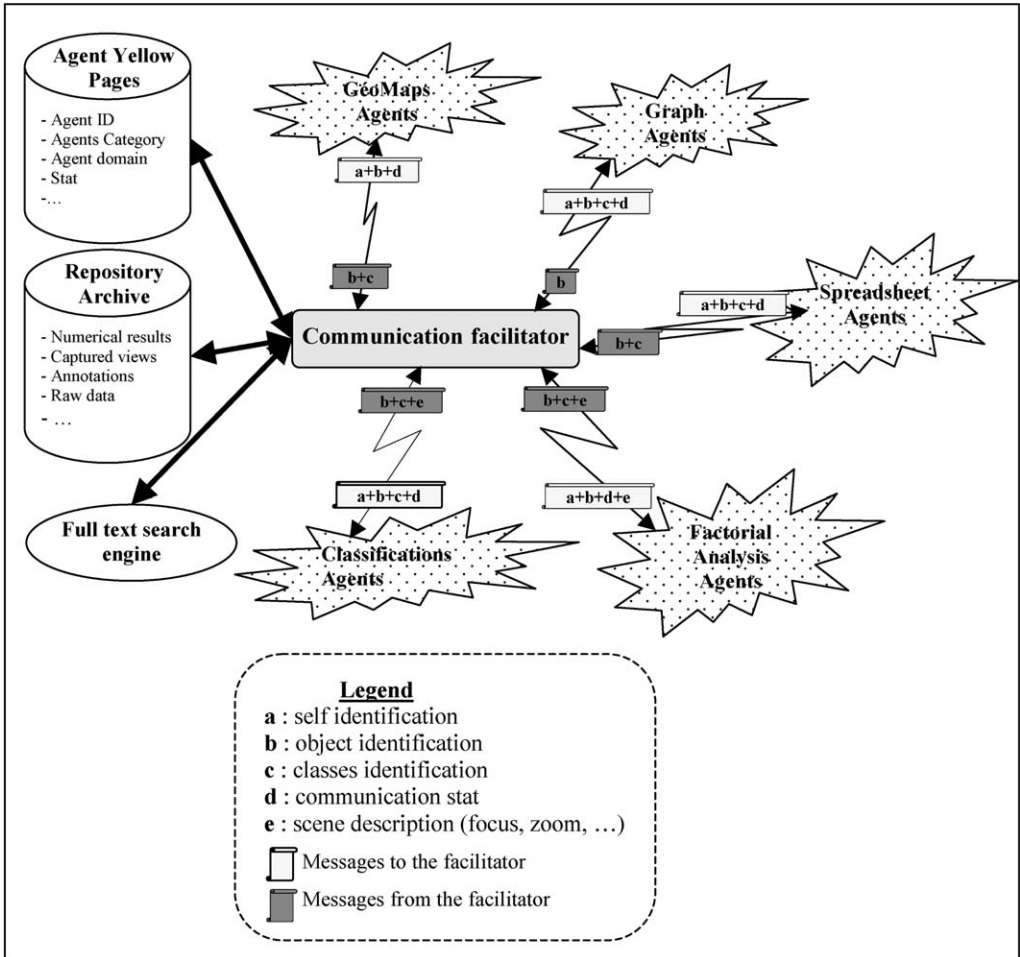 Agent Yellow
Pages
- Agent ID
- Agents Category
- Agent domain
- Stat
-...
Repository
Archive
- Numerical results
- Captured views
- Annotations
- Raw data
- ...
Full text search
engine
GeoMaps
Agents
a+b+d
b+c
Graph
Agents
a+b+c+d
b
Spreadsheet
Agents
a+b+c+d
b+c
Communication facilitator
b+c+e
a+b+c+d
Classifications
Agents
b+c+e
a+b+d+e
Factorial
Analysis
Agents
Legend
a : self identification
b : object identification
c : classes identification
d : communication stat
e : scene description (focus, zoom, ...)
Messages to the facilitator
Messages from the facilitator